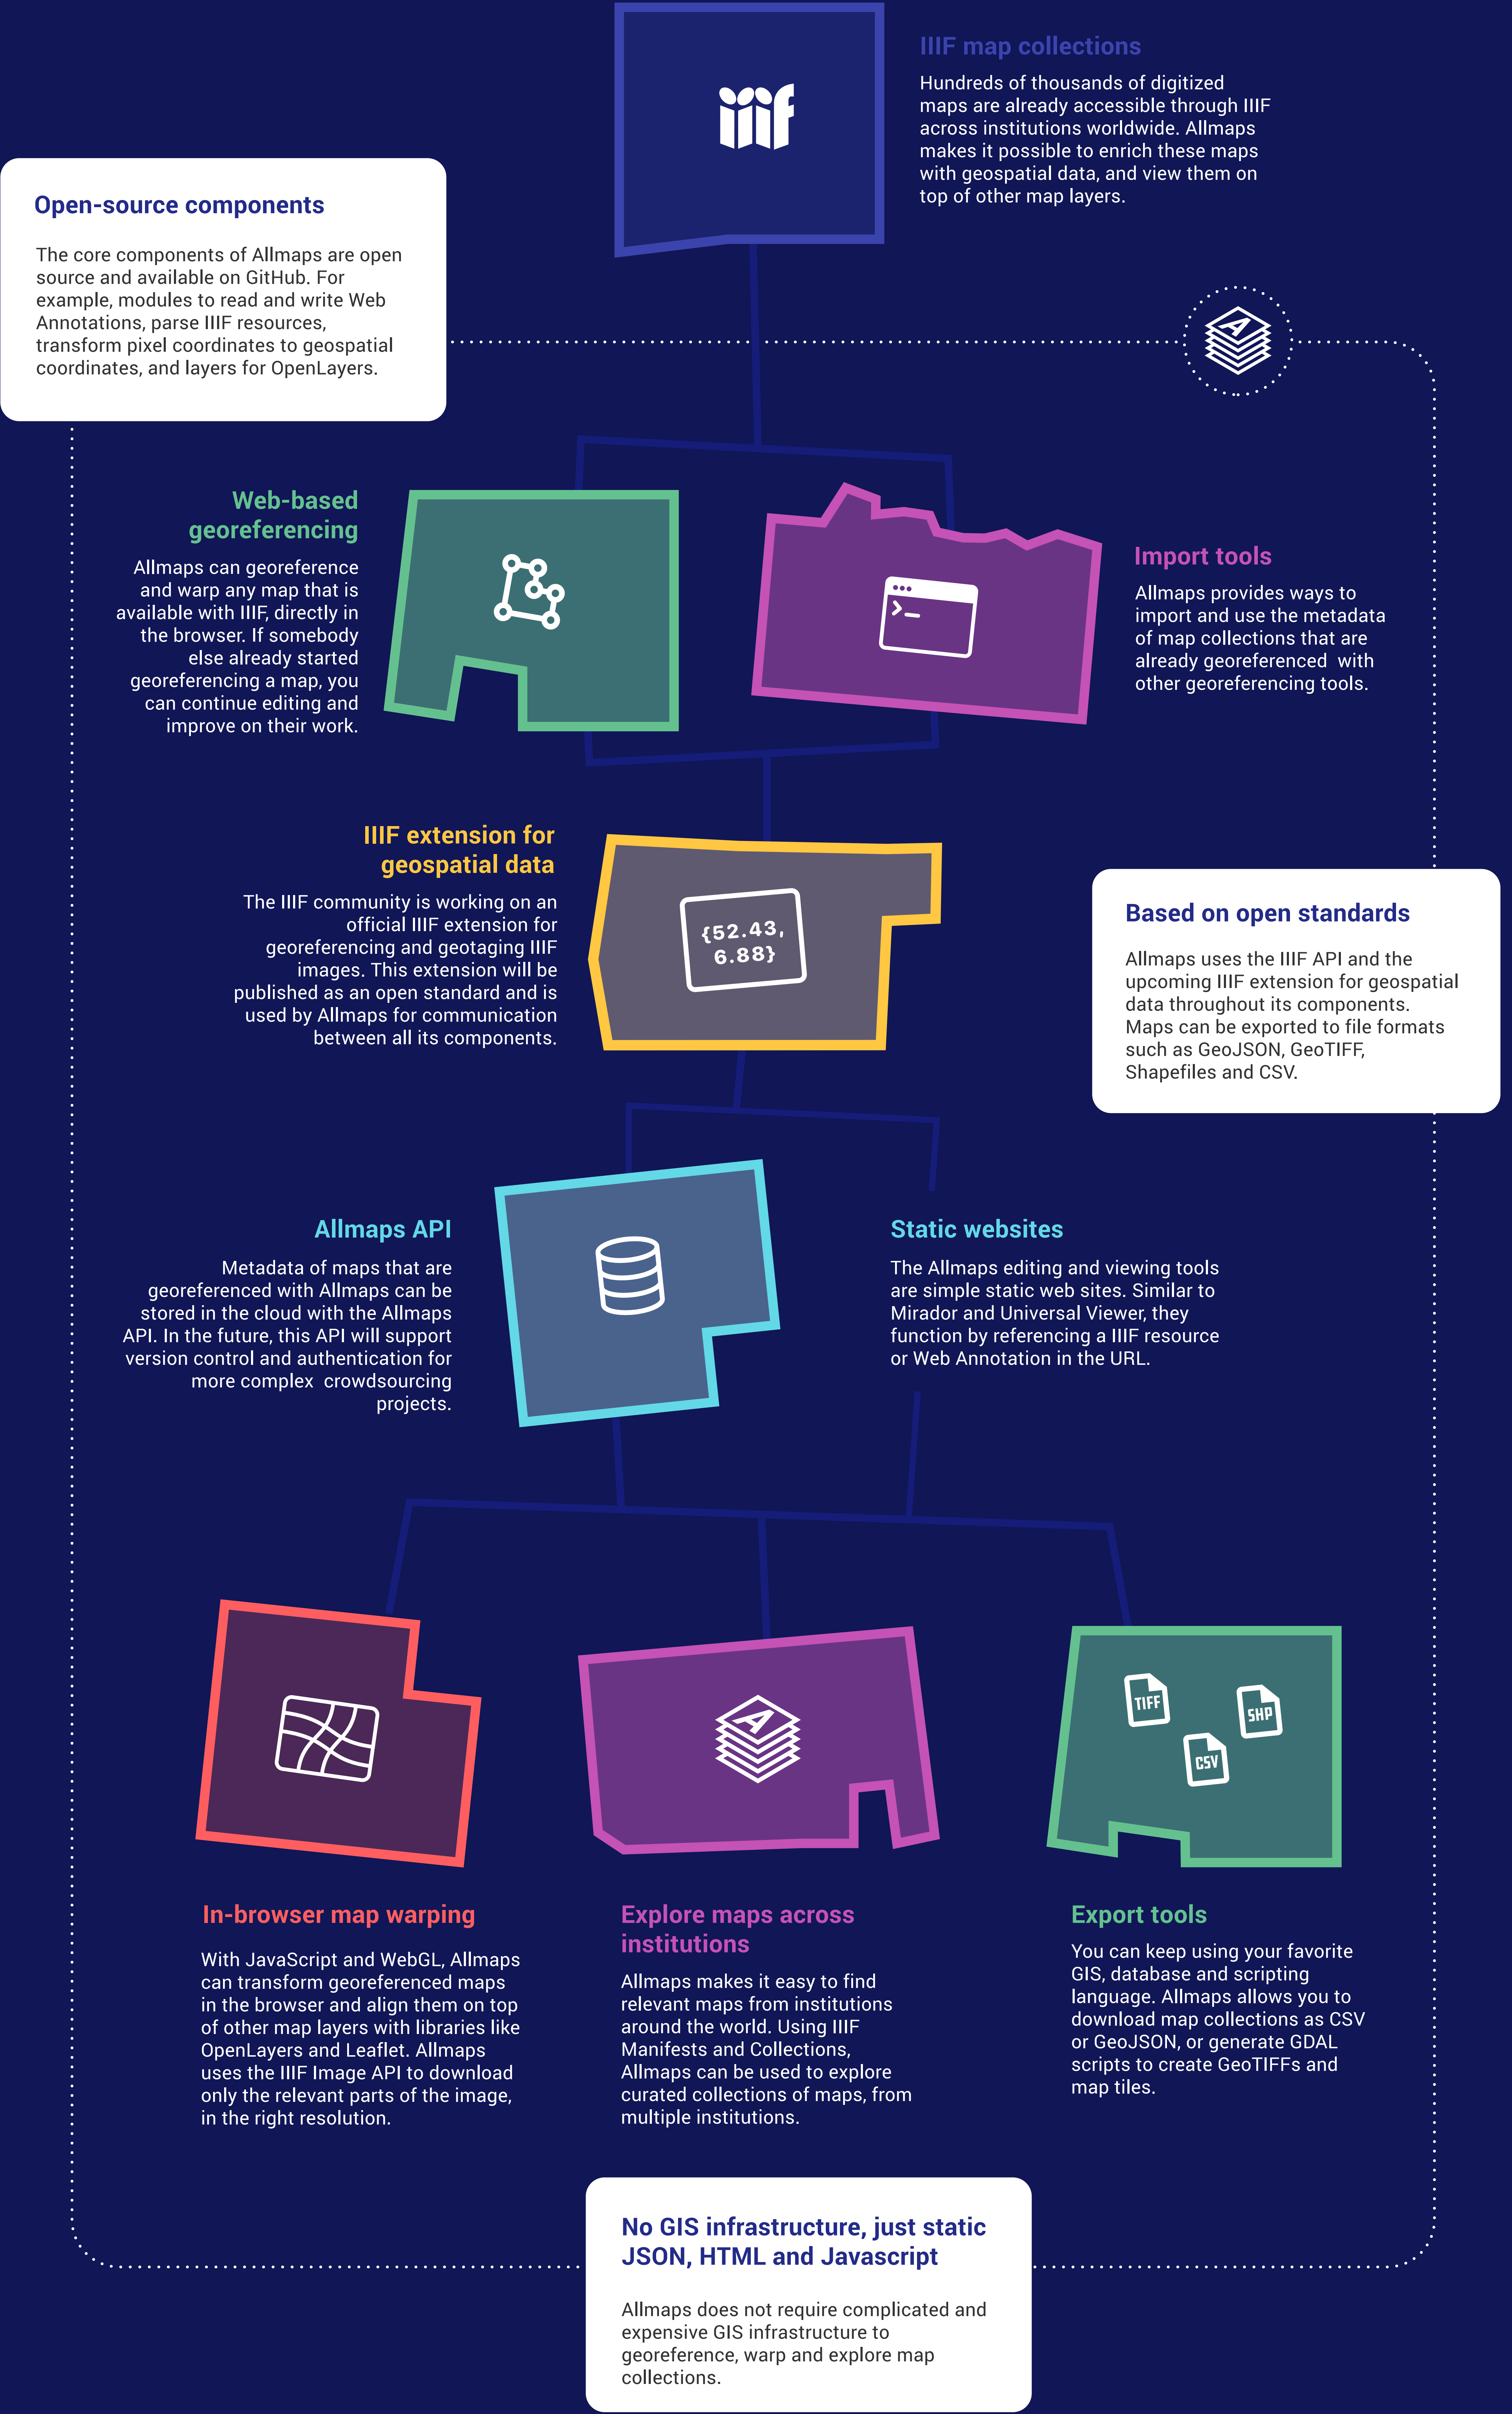 iiif
IIIF map collections
Hundreds of thousands of digitized
maps are already accessible through IIIF
across institutions worldwide. Allmaps
makes it possible to enrich these maps
with geospatial data, and view them on
top of other map layers.
Open-source components
The core components of Allmaps are open
source and available on GitHub. For
example, modules to read and write Web
Annotations, parse IIIF resources,
transform pixel coordinates to geospatial
coordinates, and layers for OpenLayers.
A
Web-based
georeferencing
Allmaps can georeference
and warp any map that is
available with IIIF, directly in
the browser. If somebody
else already started
georeferencing a map, you
can continue editing and
improve on their work.
Import tools
Allmaps provides ways to
import and use the metadata
of map collections that are
already georeferenced  with
other georeferencing tools.
IIIF extension for
geospatial data
The IIIF community is working on an
official IIIF extension for
georeferencing and geotaging IIIF
images. This extension will be
published as an open standard and is
used by Allmaps for communication
between all its components.
{52.43,
6.88}
Based on open standards
Allmaps uses the IIIF API and the
upcoming IIIF extension for geospatial
data throughout its components.
Maps can be exported to file formats
such as GeoJSON, GeoTIFF,
Shapefiles and CSV.
Allmaps API
Metadata of maps that are
georeferenced with Allmaps can be
stored in the cloud with the Allmaps
API. In the future, this API will support
version control and authentication for
more complex  crowdsourcing
projects.
Static websites
The Allmaps editing and viewing tools
are simple static web sites. Similar to
Mirador and Universal Viewer, they
function by referencing a IIIF resource
or Web Annotation in the URL.
A
TIFF
SHP
CSV
In-browser map warping
With JavaScript and WebGL, Allmaps
can transform georeferenced maps
in the browser and align them on top
of other map layers with libraries like
OpenLayers and Leaflet. Allmaps
uses the IIIF Image API to download
only the relevant parts of the image,
in the right resolution.
Explore maps across
institutions
Allmaps makes it easy to find
relevant maps from institutions
around the world. Using IIIF
Manifests and Collections,
Allmaps can be used to explore
curated collections of maps, from
multiple institutions.
Export tools
You can keep using your favorite
GIS, database and scripting
language. Allmaps allows you to
download map collections as CSV
or GeoJSON, or generate GDAL
scripts to create GeoTIFFs and
map tiles.
No GIS infrastructure, just static
JSON, HTML and Javascript
Allmaps does not require complicated and
expensive GIS infrastructure to
georeference, warp and explore map
collections.